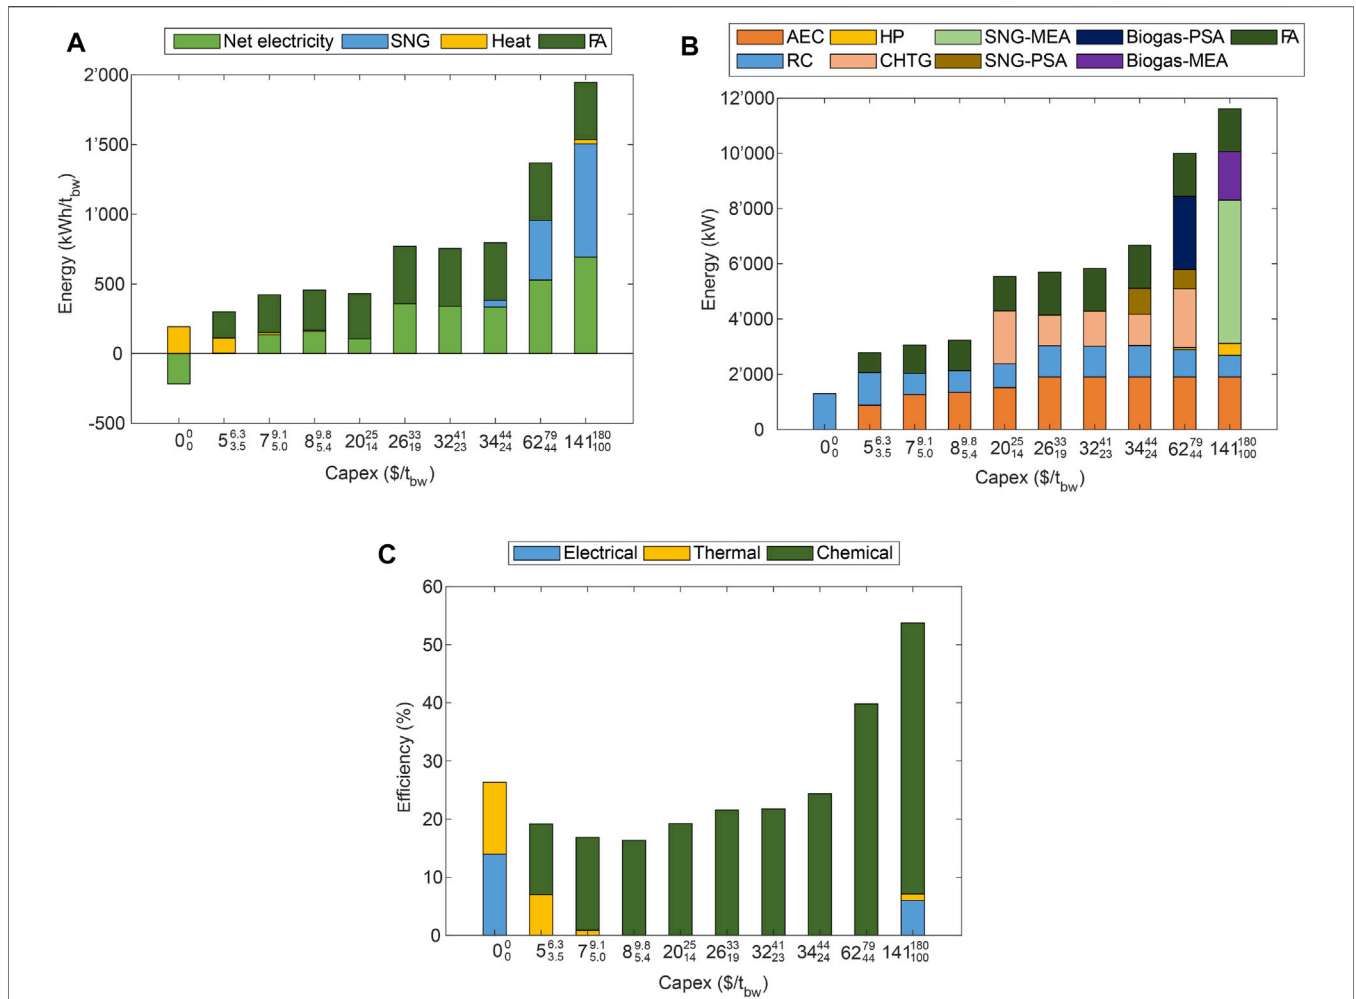 A
Net electricity SNG Heat FA
2’000
1’500
1’000
500
0
-500
Energy (kWh/t_bw)
0^0_0 5^6.3_3.5 7^9.1_5.0 8^9.8_5.4 20^25_14 26^33_19 32^41_23 34^44_24 62^79_44 141^180_100
Capex ($/t_bw)
B
AEC HP SNG-MEA Biogas-PSA FA
RC CHTG SNG-PSA Biogas-MEA
12’000
10’000
8’000
6’000
4’000
2’000
0
Energy (kW)
0^0_0 5^6.3_3.5 7^9.1_5.0 8^9.8_5.4 20^25_14 26^33_19 32^41_23 34^44_24 62^79_44 141^180_100
Capex ($/t_bw)
C
Electrical Thermal Chemical
60
50
40
30
20
10
0
Efficiency (%)
0^0_0 5^6.3_3.5 7^9.1_5.0 8^9.8_5.4 20^25_14 26^33_19 32^41_23 34^44_24 62^79_44 141^180_100
Capex ($/t_bw)